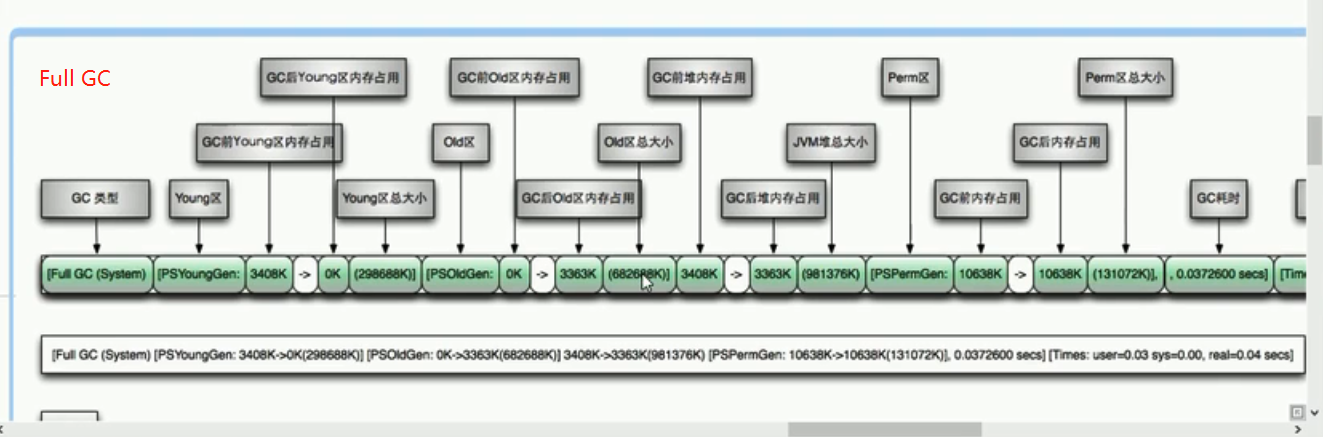 GC后Young区内存占用 GC前Old区内存占用 GC前堆内存占用 Perm区 Perm区总大小
Full GC
GC前Young区内存占用 Old区 Old区总大小 JVM堆总大小 GC后内存占用
GC 类型 Young区 Young区总大小 GC后Old区内存占用 GC后堆内存占用 GC前内存占用 GC耗时
[Full GC (System) [PSYoungGen: 3408K -> 0K (298688K)] [PSOldGen: 0K -> 3363K (682688K)] 3408K -> 3363K (981376K) [PSPermGen: 10638K -> 10638K (131072K)], , 0.0372600 secs] [Tim
[Full GC (System) [PSYoungGen: 3408K->0K(298688K)] [PSOldGen: 0K->3363K(682688K)] 3408K->3363K(981376K) [PSPermGen: 10638K->10638K(131072K)], 0.0372600 secs] [Times: user=0.03 sys=0.00, real=0.04 secs]